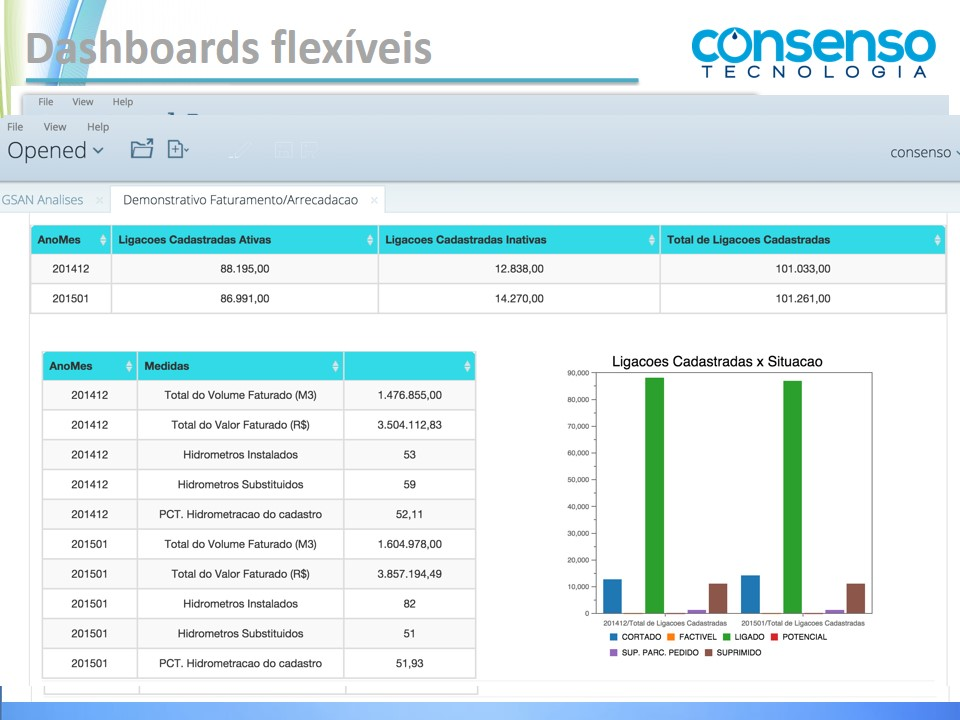 Dashboards flexíveis
consenso
TECNOLOGIA
File View Help
File View Help
Opened
consenso
GSAN Analises × Demonstrativo Faturamento/Arrecadacao ×
AnoMes Ligacoes Cadastradas Ativas Ligacoes Cadastradas Inativas Total de Ligacoes Cadastradas
201412 88.195,00 12.838,00 101.033,00
201501 86.991,00 14.270,00 101.261,00
AnoMes Medidas
201412 Total do Volume Faturado (M3) 1.476.855,00
201412 Total do Valor Faturado (R$) 3.504.112,83
201412 Hidrometros Instalados 53
201412 Hidrometros Substituidos 59
201412 PCT. Hidrometracao do cadastro 52,11
201501 Total do Volume Faturado (M3) 1.604.978,00
201501 Total do Valor Faturado (R$) 3.857.194,49
201501 Hidrometros Instalados 82
201501 Hidrometros Substituidos 51
201501 PCT. Hidrometracao do cadastro 51,93
Ligacoes Cadastradas x Situacao
90,000
80,000
70,000
60,000
50,000
40,000
30,000
20,000
10,000
0
201412/Total de Ligacoes Cadastradas 201501/Total de Ligacoes Cadastradas
CORTADO FACTIVEL LIGADO POTENCIAL
SUP. PARC. PEDIDO SUPRIMIDO